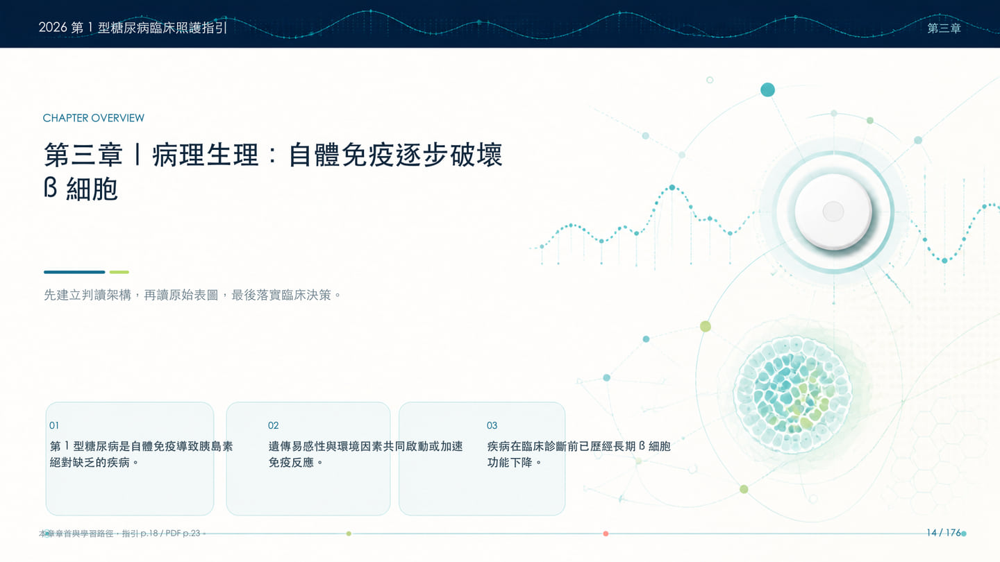 2026 第 1 型糖尿病臨床照護指引
第三章
CHAPTER OVERVIEW
第三章｜病理生理：自體免疫逐步破壞
β 細胞
先建立判讀架構，再讀原始表圖，最後落實臨床決策。
01
第 1 型糖尿病是自體免疫導致胰島素
絕對缺乏的疾病。
02
遺傳易感性與環境因素共同啟動或加速
免疫反應。
03
疾病在臨床診斷前已歷經長期 β 細胞
功能下降。
本章章首與學習路徑・指引 p.18 / PDF p.23。
14 / 176